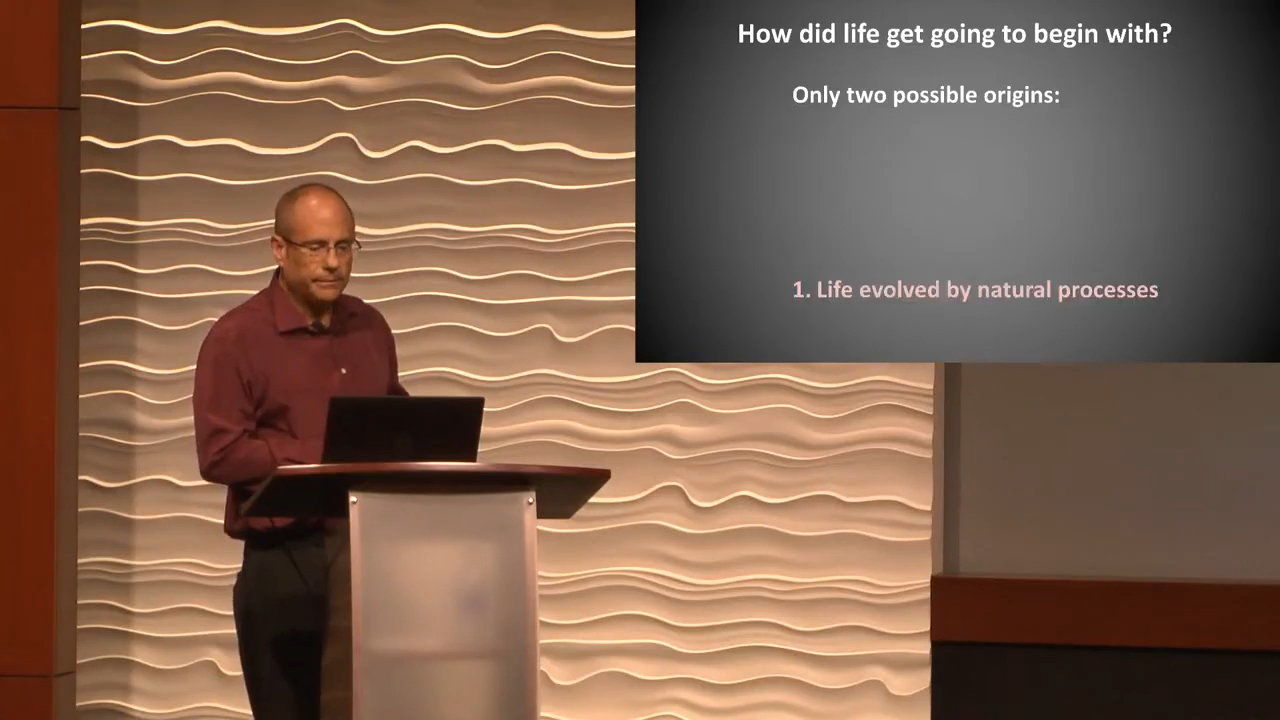 How did life get going to begin with?
Only two possible origins:
1. Life evolved by natural processes